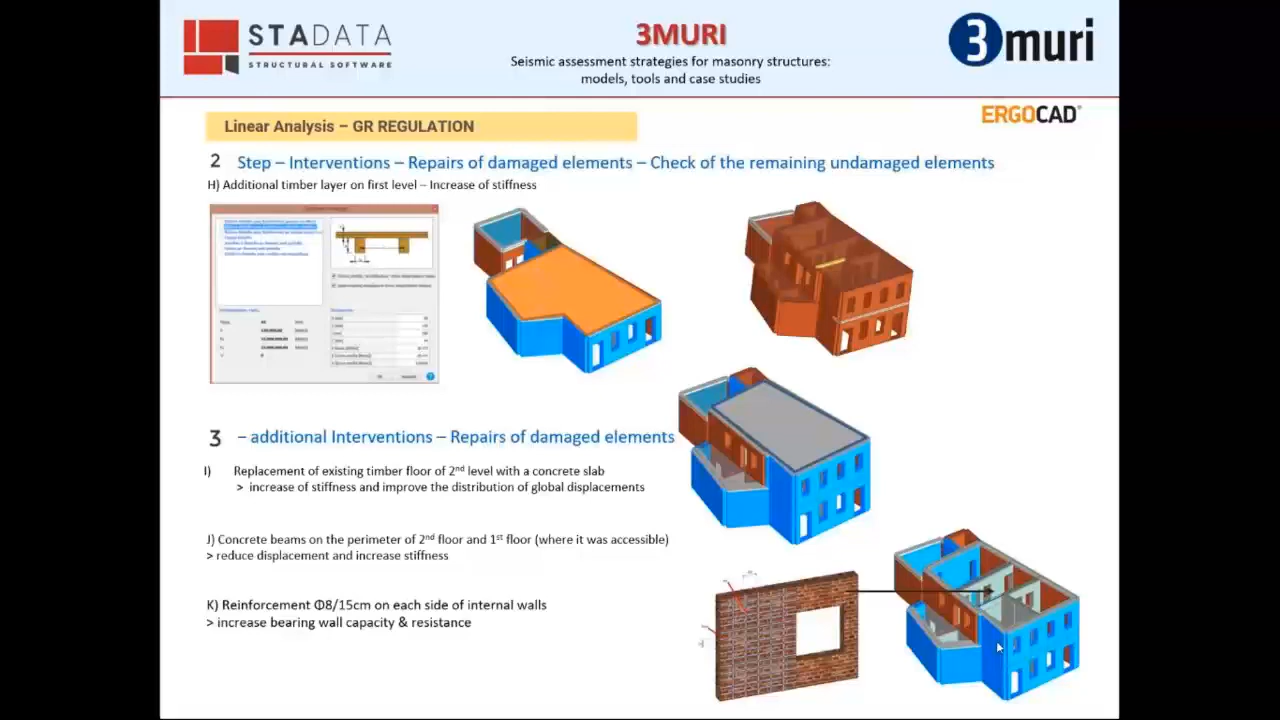 STADATA
STRUCTURAL SOFTWARE
3MURI
Seismic assessment strategies for masonry structures:
models, tools and case studies
3muri
ERGOCAD®
Linear Analysis – GR REGULATION
2 Step – Interventions – Repairs of damaged elements – Check of the remaining undamaged elements
H) Additional timber layer on first level – Increase of stiffness
3 – additional Interventions – Repairs of damaged elements
I) Replacement of existing timber floor of 2nd level with a concrete slab
> increase of stiffness and improve the distribution of global displacements
J) Concrete beams on the perimeter of 2nd floor and 1st floor (where it was accessible)
> reduce displacement and increase stiffness
K) Reinforcement Φ8/15cm on each side of internal walls
> increase bearing wall capacity & resistance